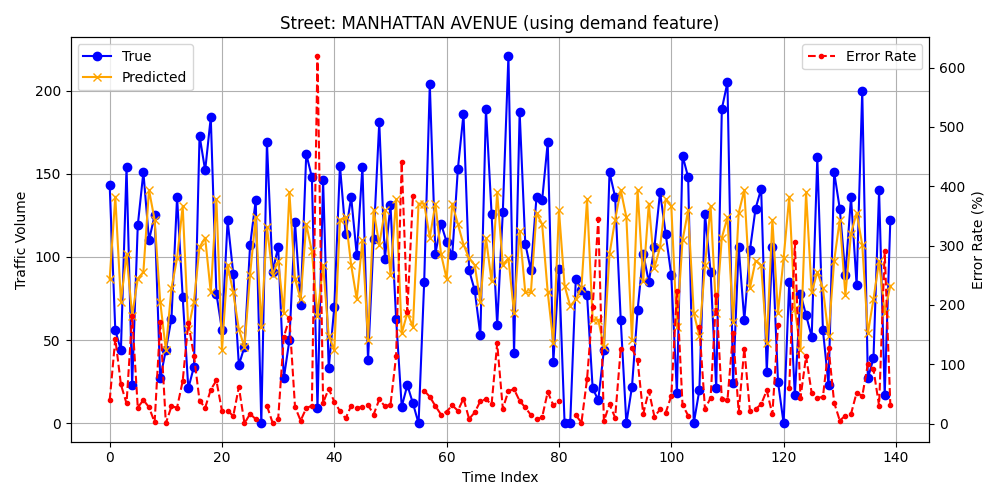 Street: MANHATTAN AVENUE (using demand feature)
True
Predicted
Error Rate
Traffic Volume
200
150
100
50
0
600
500
400
300
200
100
0
Error Rate (%)
0 20 40 60 80 100 120 140
Time Index